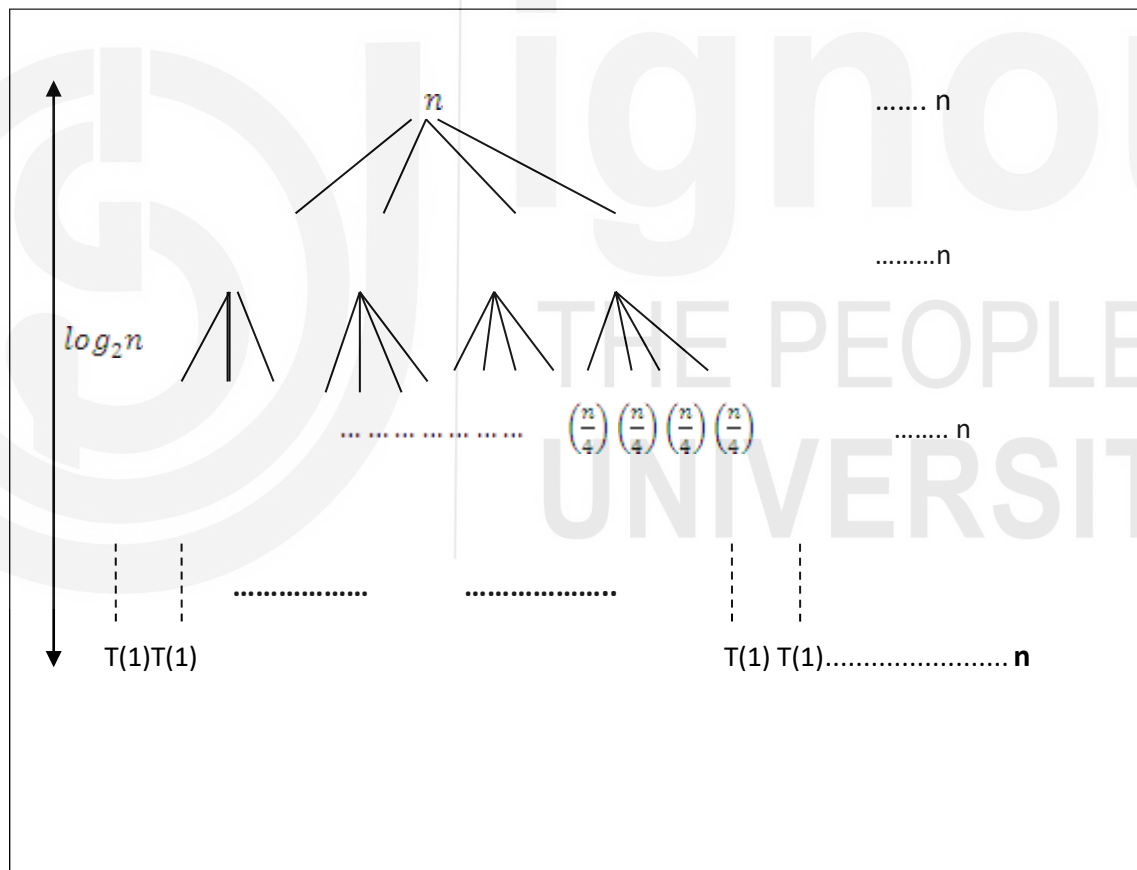 ignou
n ....... n
.........n
THE PEOPLE
log₂n
... ... ... ... ... ... ... (n/4) (n/4) (n/4) (n/4) ........ n
UNIVERSIT
.................. ....................
T(1)T(1) T(1) T(1)........................ n